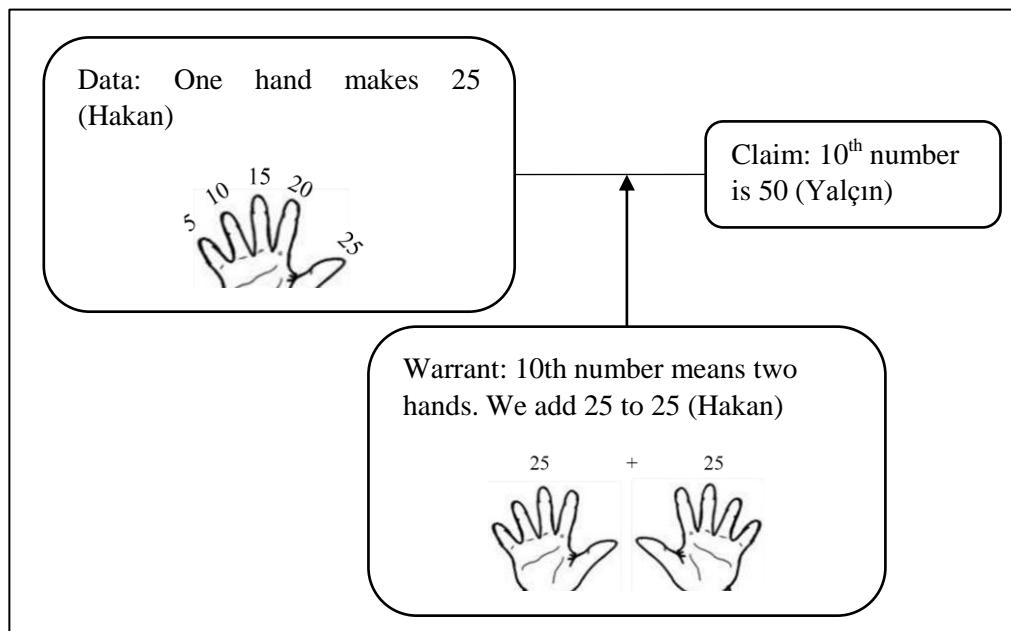 Data: One hand makes 25
(Hakan)
5 10 15 20 25
Claim: 10th number
is 50 (Yalçın)
Warrant: 10th number means two
hands. We add 25 to 25 (Hakan)
25 + 25